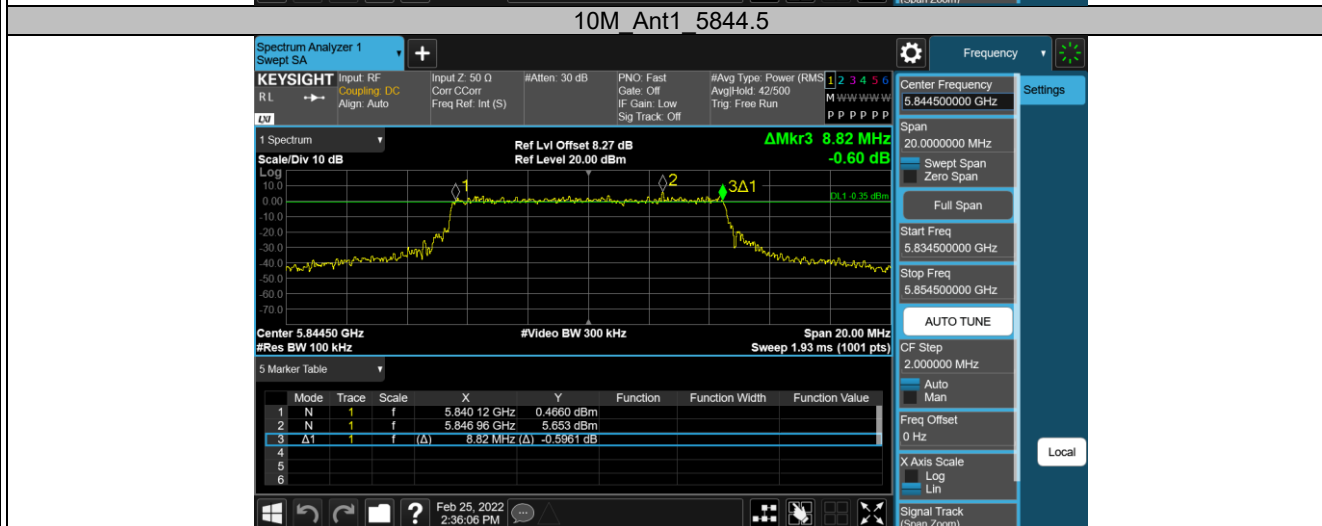 (Span Zoom)
10M_Ant1_5844.5
Spectrum Analyzer 1
Swept SA
+
Frequency
KEYSIGHT
Input: RF
Input Z: 50 Ω
#Atten: 30 dB
PNO: Fast
#Avg Type: Power (RMS
1 2 3 4 5 6
RL
Coupling: DC
Corr CCorr
Gate: Off
Avg|Hold: 42/500
M W W W W W
Align: Auto
Freq Ref: Int (S)
IF Gain: Low
Trig: Free Run
Sig Track: Off
P P P P P P
LXI
Center Frequency
5.844500000 GHz
Settings
1 Spectrum
Ref Lvl Offset 8.27 dB
ΔMkr3 8.82 MHz
Scale/Div 10 dB
Ref Level 20.00 dBm
-0.60 dB
Log
10.0
0.00
-10.0
-20.0
-30.0
-40.0
-50.0
-60.0
-70.0
1
2
3Δ1
DL1 -0.35 dBm
Center 5.84450 GHz
#Video BW 300 kHz
Span 20.00 MHz
#Res BW 100 kHz
Sweep 1.93 ms (1001 pts)
Span
20.0000000 MHz
Swept Span
Zero Span
Full Span
Start Freq
5.834500000 GHz
Stop Freq
5.854500000 GHz
AUTO TUNE
CF Step
2.000000 MHz
Auto
Man
Freq Offset
0 Hz
X Axis Scale
Log
Lin
Signal Track
(Span Zoom)
Local
5 Marker Table
Mode Trace Scale X Y Function Function Width Function Value
1 N 1 f 5.840 12 GHz 0.4660 dBm
2 N 1 f 5.846 96 GHz 5.653 dBm
3 Δ1 1 f (Δ) 8.82 MHz (Δ) -0.5961 dB
4
5
6
?
Feb 25, 2022
2:36:06 PM